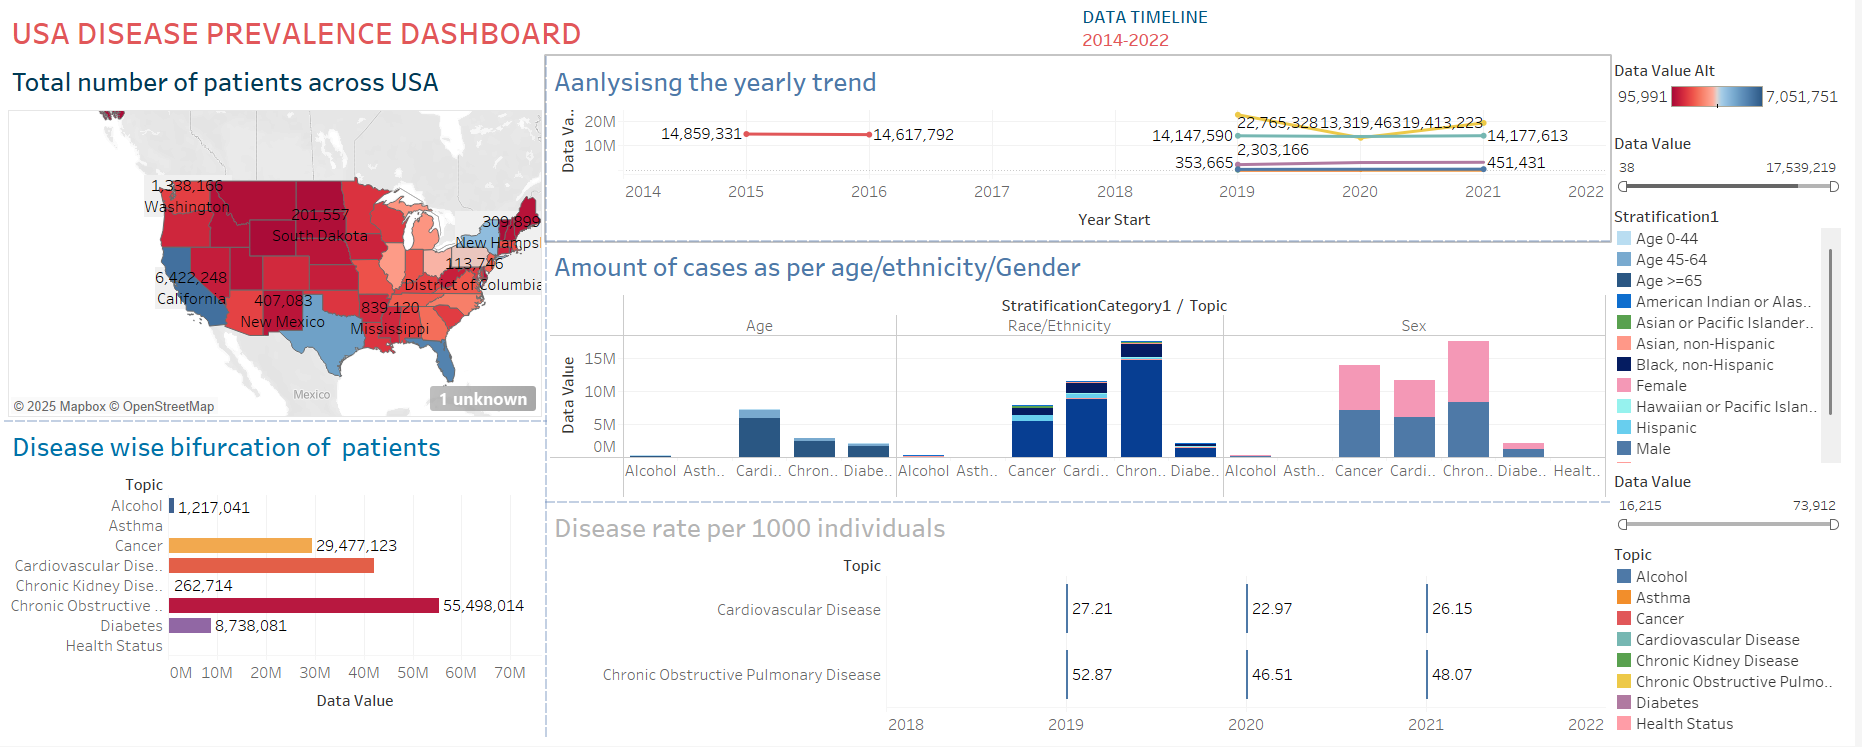 USA DISEASE PREVALENCE DASHBOARD
DATA TIMELINE
2014-2022
Total number of patients across USA
1,338,166
Washington
201,557
South Dakota
309,899
New Hampsl
113,746
District of Columbia
6,422,248
California
407,083
New Mexico
839,120
Mississippi
Mexico
1 unknown
© 2025 Mapbox © OpenStreetMap
Disease wise bifurcation of patients
Topic
Alcohol 1,217,041
Asthma
Cancer 29,477,123
Cardiovascular Dise..
Chronic Kidney Dise.. 262,714
Chronic Obstructive .. 55,498,014
Diabetes 8,738,081
Health Status
0M 10M 20M 30M 40M 50M 60M 70M
Data Value
Aanlysisng the yearly trend
Data Va..
20M
10M
14,859,331 14,617,792
22,765,328 13,319,463 19,413,223
14,147,590 14,177,613
2,303,166
353,665 451,431
2014 2015 2016 2017 2018 2019 2020 2021 2022
Year Start
Amount of cases as per age/ethnicity/Gender
StratificationCategory1 / Topic
Age Race/Ethnicity Sex
Data Value
15M
10M
5M
0M
Alcohol Asth.. Cardi.. Chron.. Diabe.. Alcohol Asth.. Cancer Cardi.. Chron.. Diabe.. Alcohol Asth.. Cancer Cardi.. Chron.. Diabe.. Healt..
Disease rate per 1000 individuals
Topic
Cardiovascular Disease 27.21 22.97 26.15
Chronic Obstructive Pulmonary Disease 52.87 46.51 48.07
2018 2019 2020 2021 2022
Data Value Alt
95,991 7,051,751
Data Value
38 17,539,219
Stratification1
Age 0-44
Age 45-64
Age >=65
American Indian or Alas..
Asian or Pacific Islander..
Asian, non-Hispanic
Black, non-Hispanic
Female
Hawaiian or Pacific Islan..
Hispanic
Male
Data Value
16,215 73,912
Topic
Alcohol
Asthma
Cancer
Cardiovascular Disease
Chronic Kidney Disease
Chronic Obstructive Pulmo..
Diabetes
Health Status